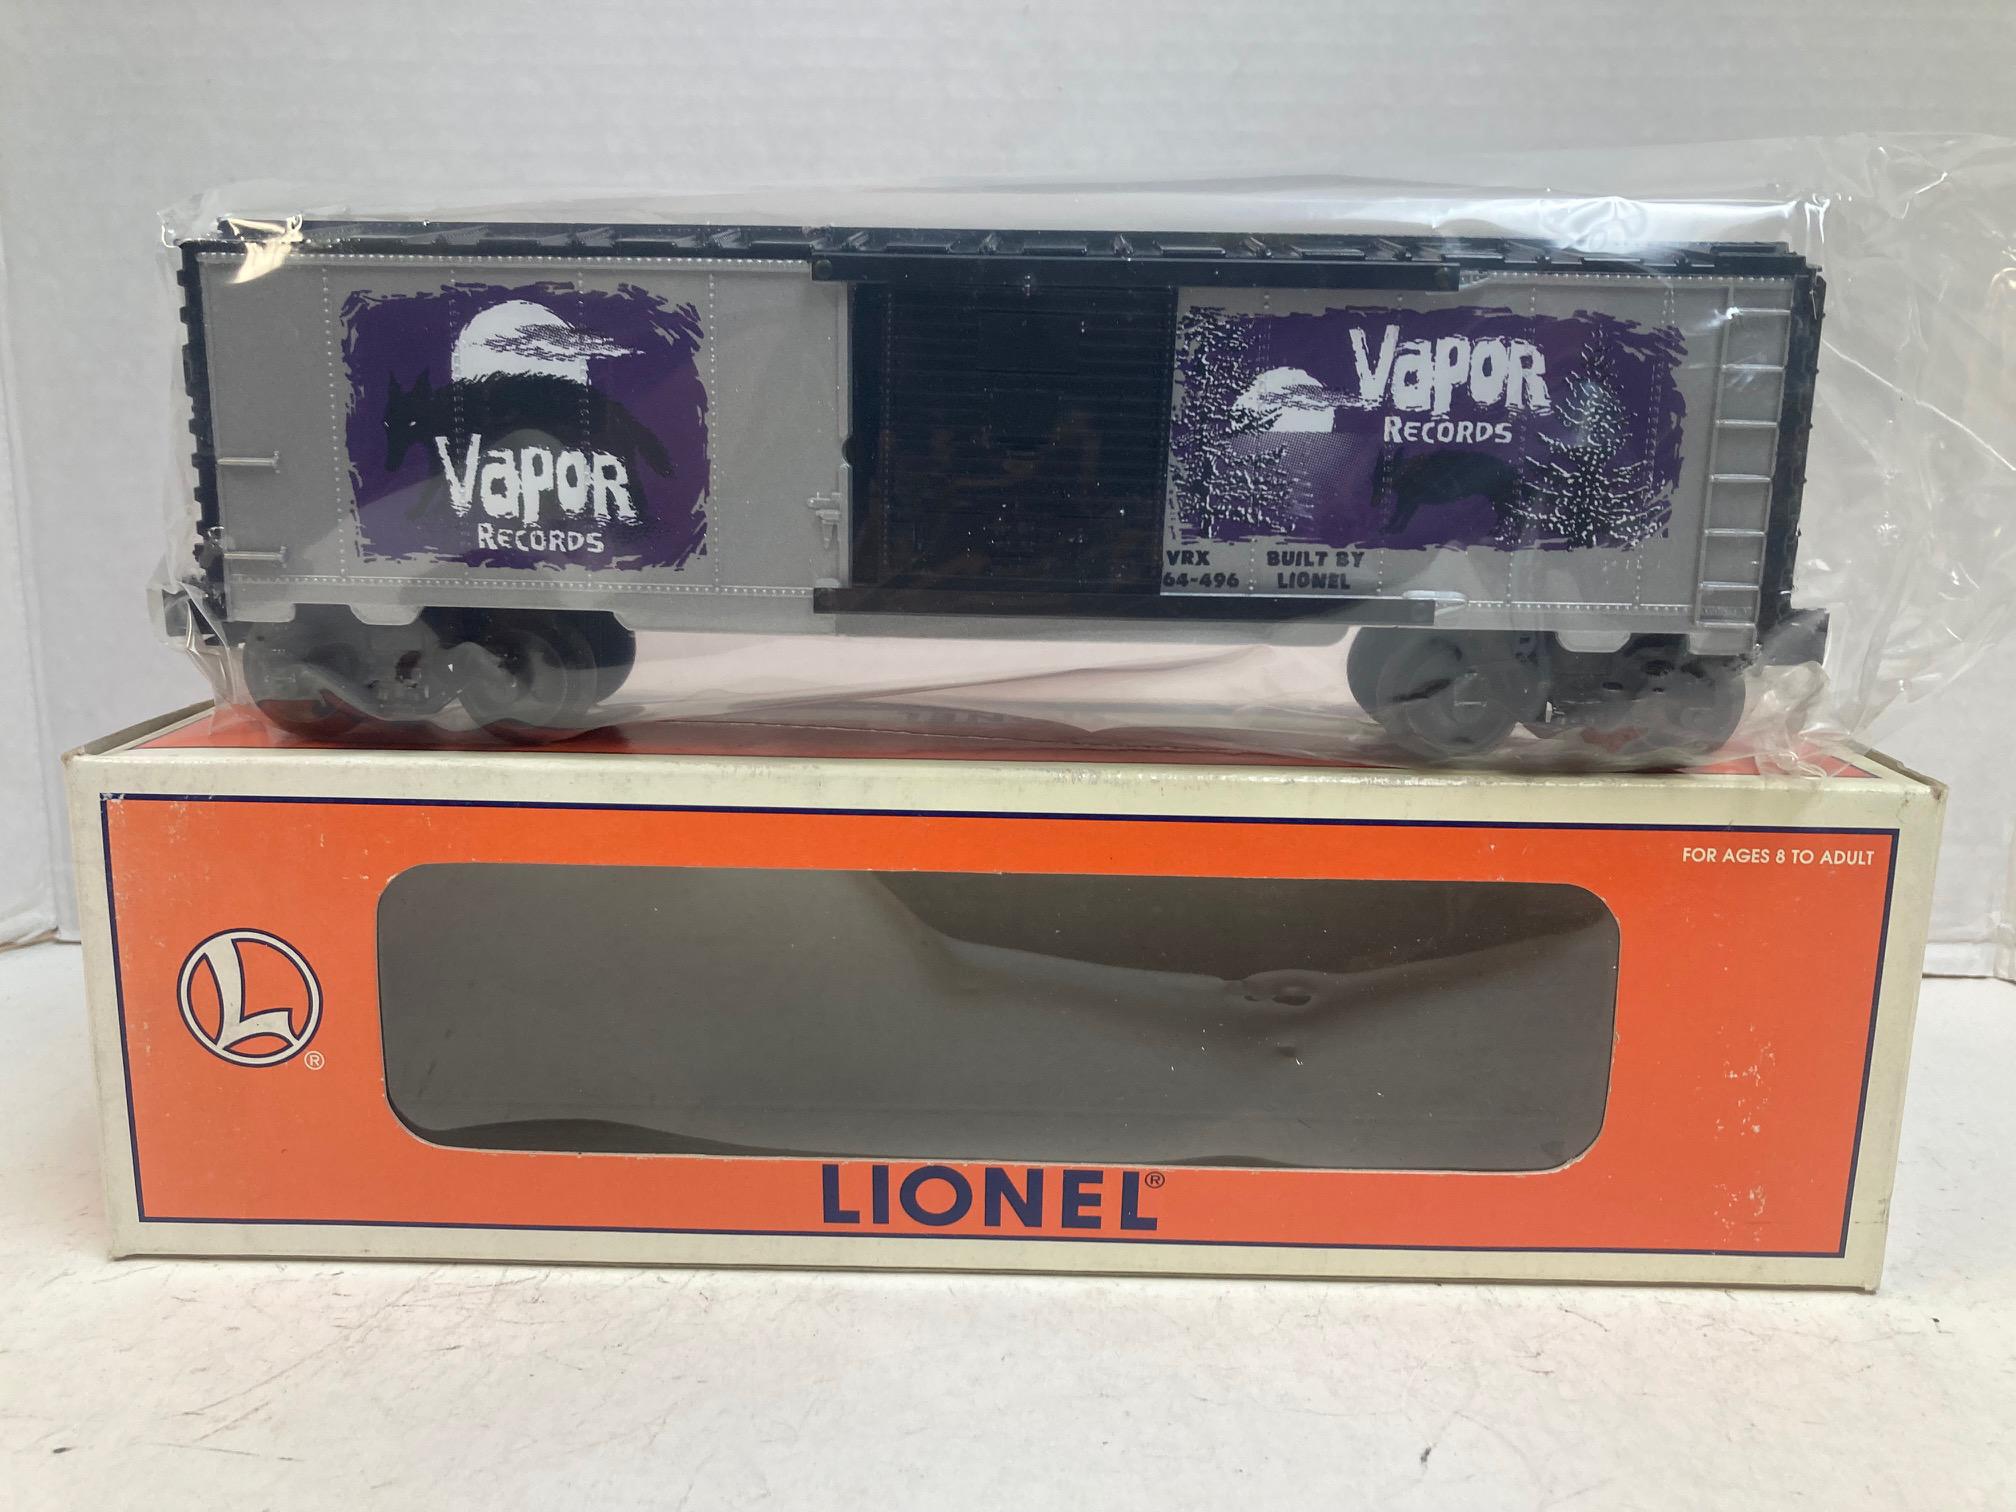 VAPOR
RECORDS
VAPOR
RECORDS
VRX
64-496
BUILT BY
LIONEL
FOR AGES 8 TO ADULT
L
®
LIONEL®